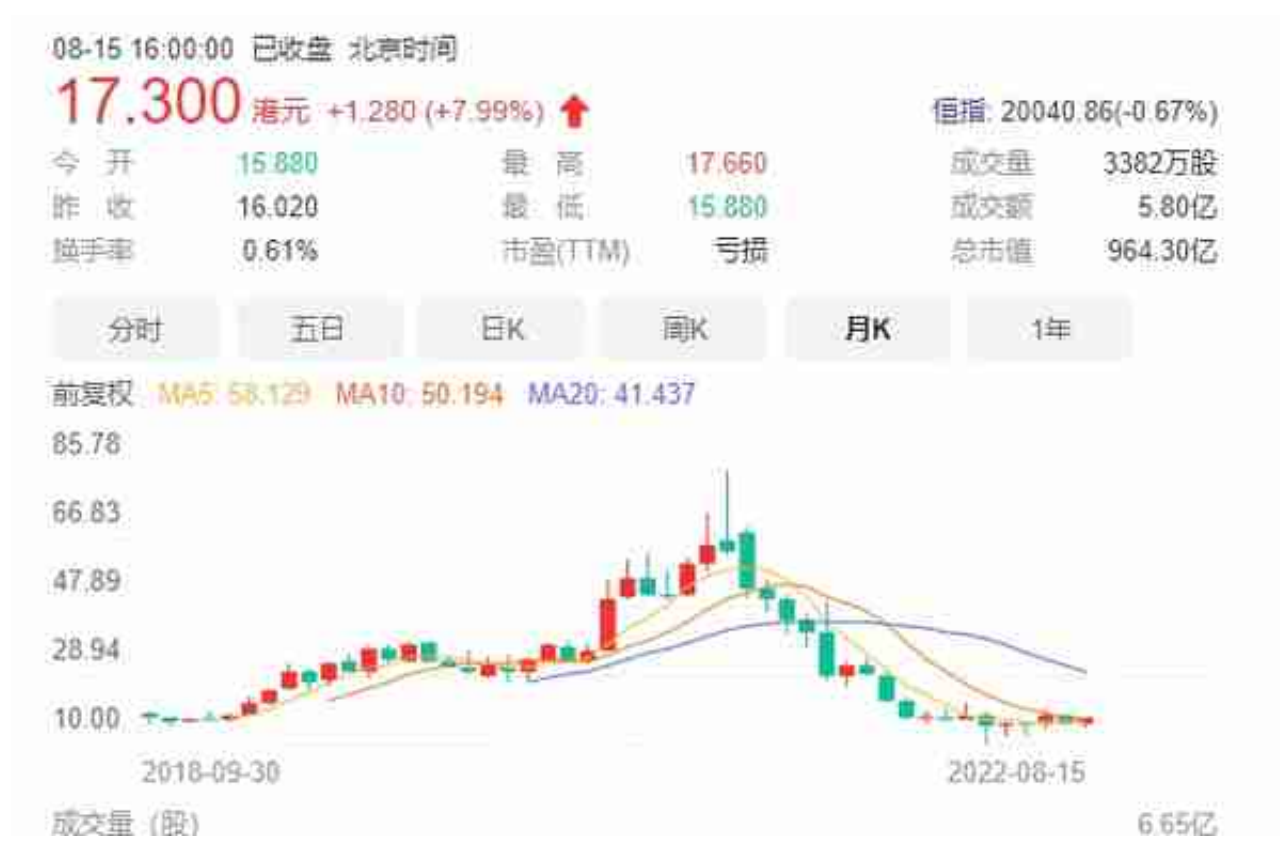 08-15 16:00:00 已收盘 北京时间
17.300 港元 +1.280 (+7.99%) 恒指: 20040.86(-0.67%)
今 开 15.880 最 高 17.660 成交量 3382万股
昨 收 16.020 最 低 15.880 成交额 5.80亿
换手率 0.61% 市盈(TTM) 亏损 总市值 964.30亿
分时 五日 日K 周K 月K 1年
前复权 MA5: 58.129 MA10: 50.194 MA20: 41.437
85.78
66.83
47.89
28.94
10.00
2018-09-30 2022-08-15
成交量 (股) 6.65亿